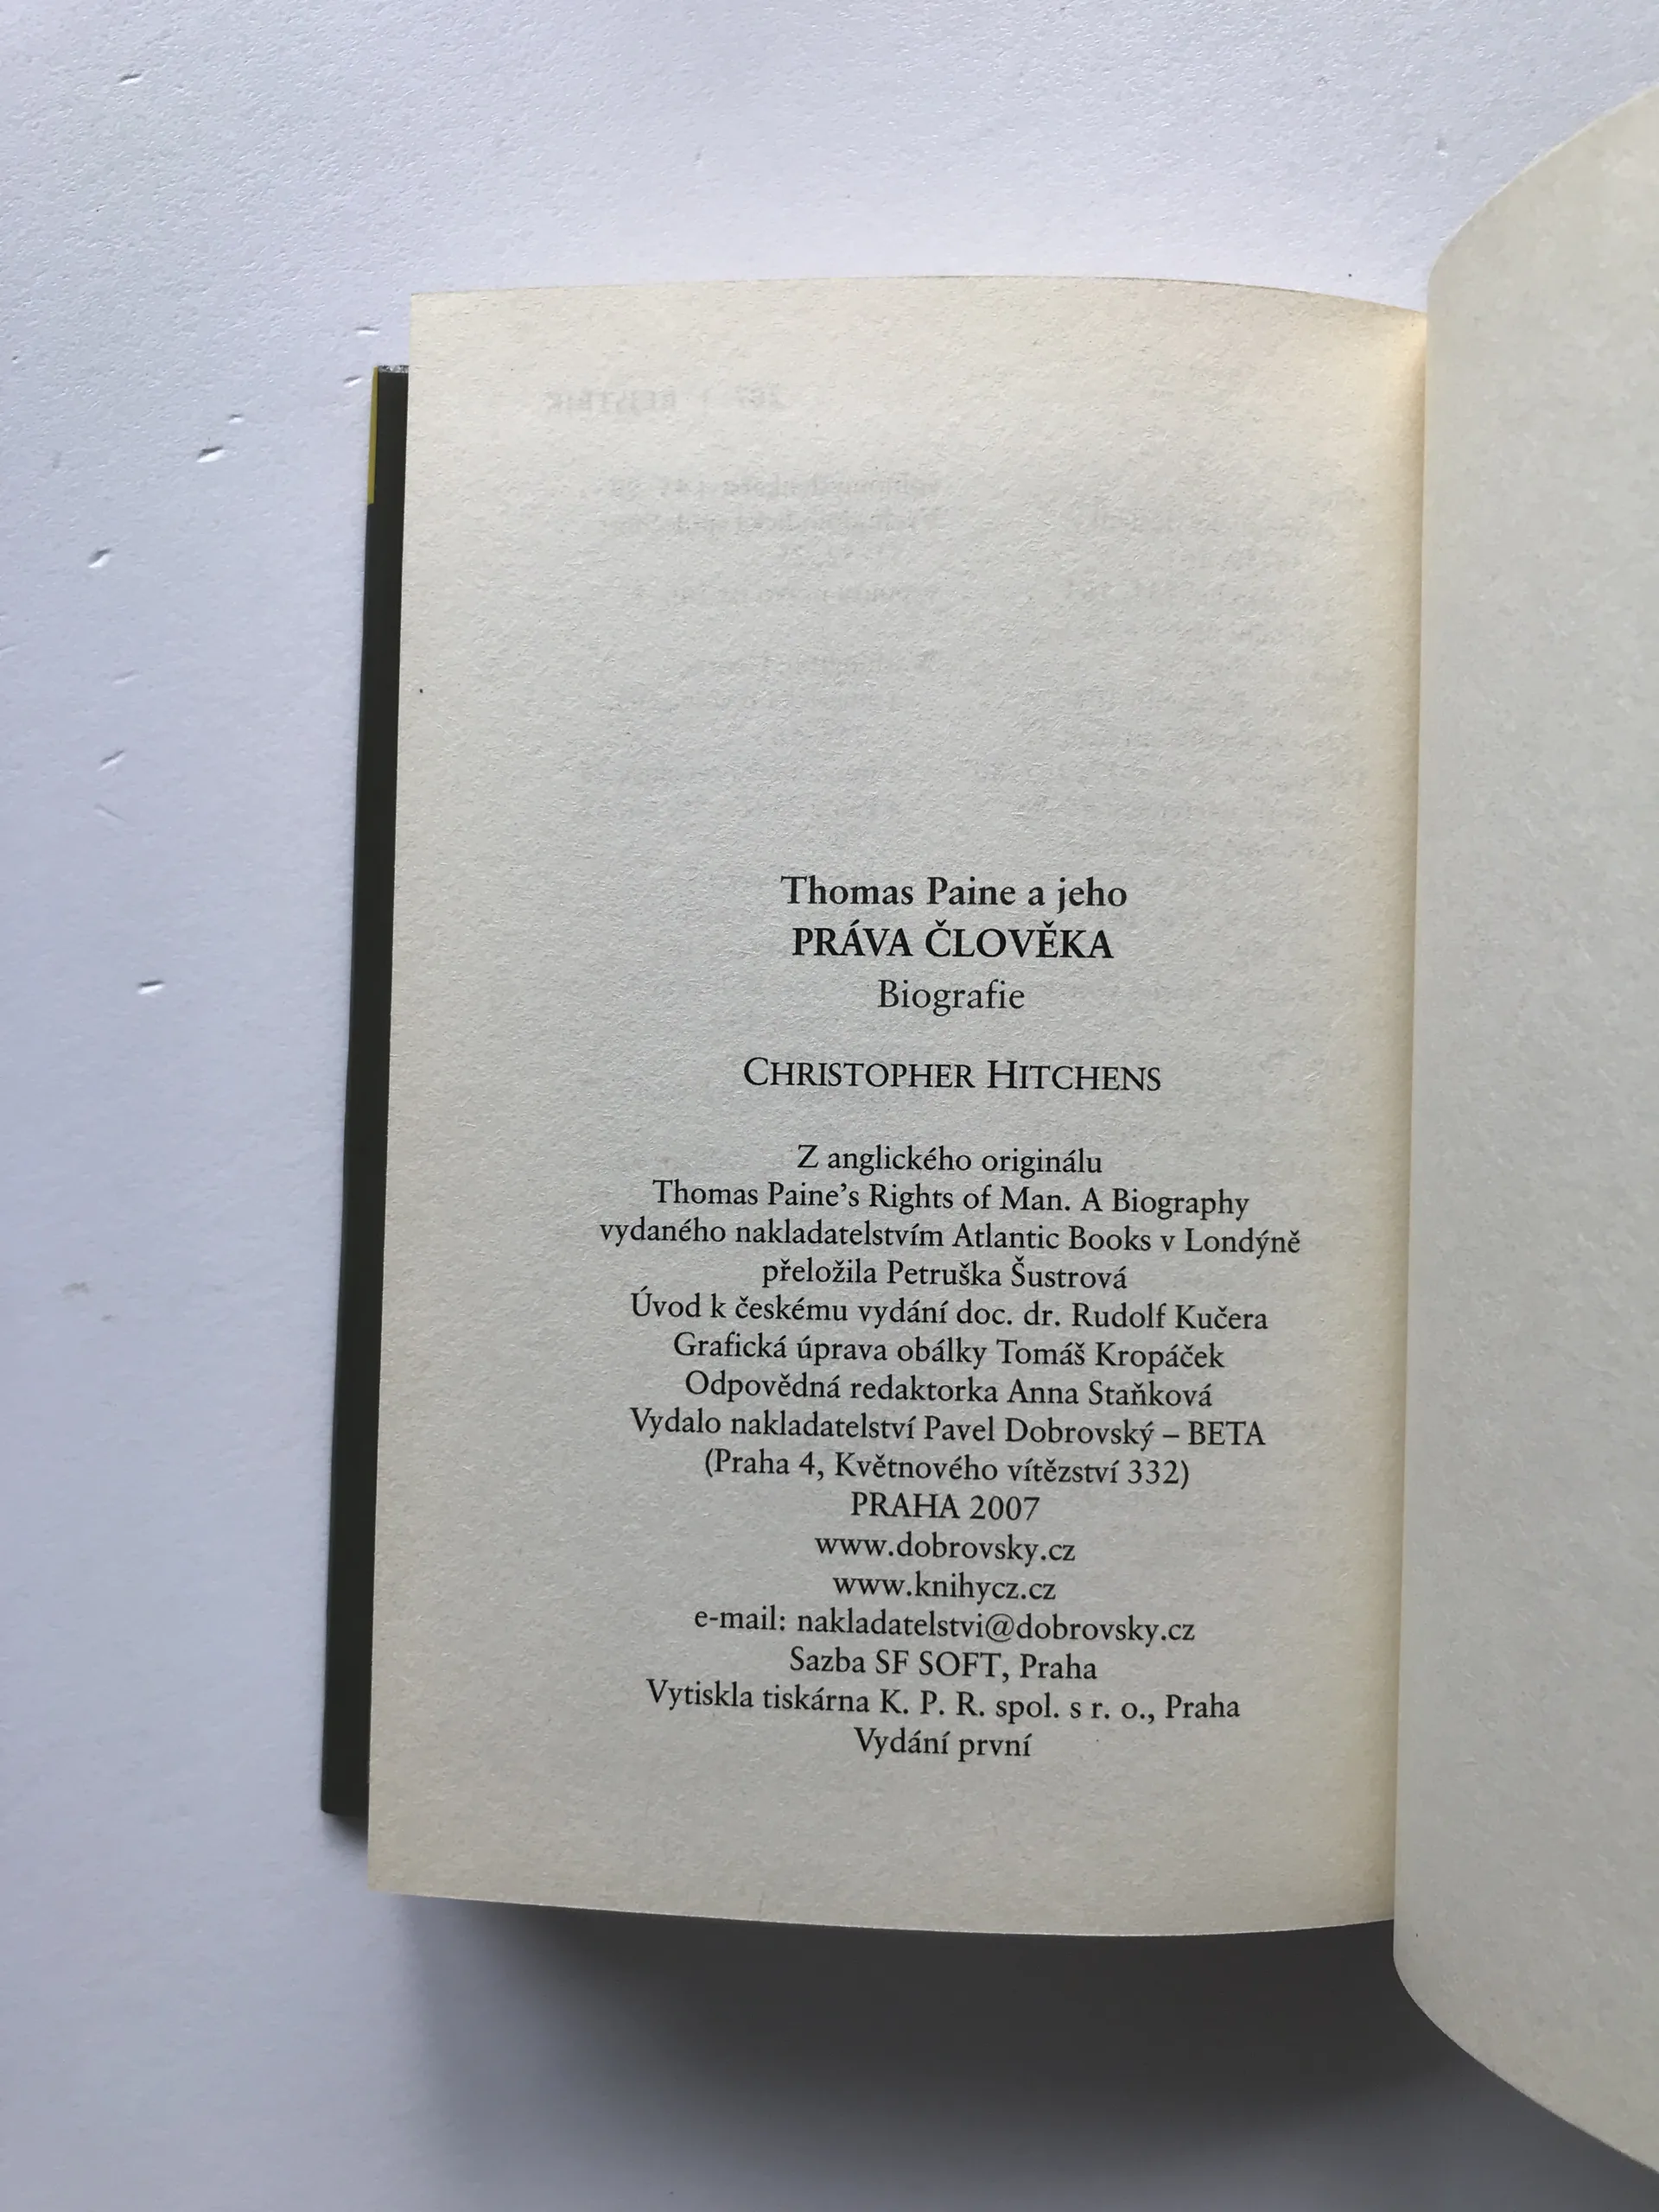 Thomas Paine a jeho
PRÁVA ČLOVĚKA
Biografie
CHRISTOPHER HITCHENS
Z anglického originálu
Thomas Paine’s Rights of Man. A Biography
vydaného nakladatelstvím Atlantic Books v Londýně
přeložila Petruška Šustrová
Úvod k českému vydání doc. dr. Rudolf Kučera
Grafická úprava obálky Tomáš Kropáček
Odpovědná redaktorka Anna Staňková
Vydalo nakladatelství Pavel Dobrovský – BETA
(Praha 4, Květnového vítězství 332)
PRAHA 2007
www.dobrovsky.cz
www.knihycz.cz
e-mail: nakladatelstvi@dobrovsky.cz
Sazba SF SOFT, Praha
Vytiskla tiskárna K. P. R. spol. s r. o., Praha
Vydání první